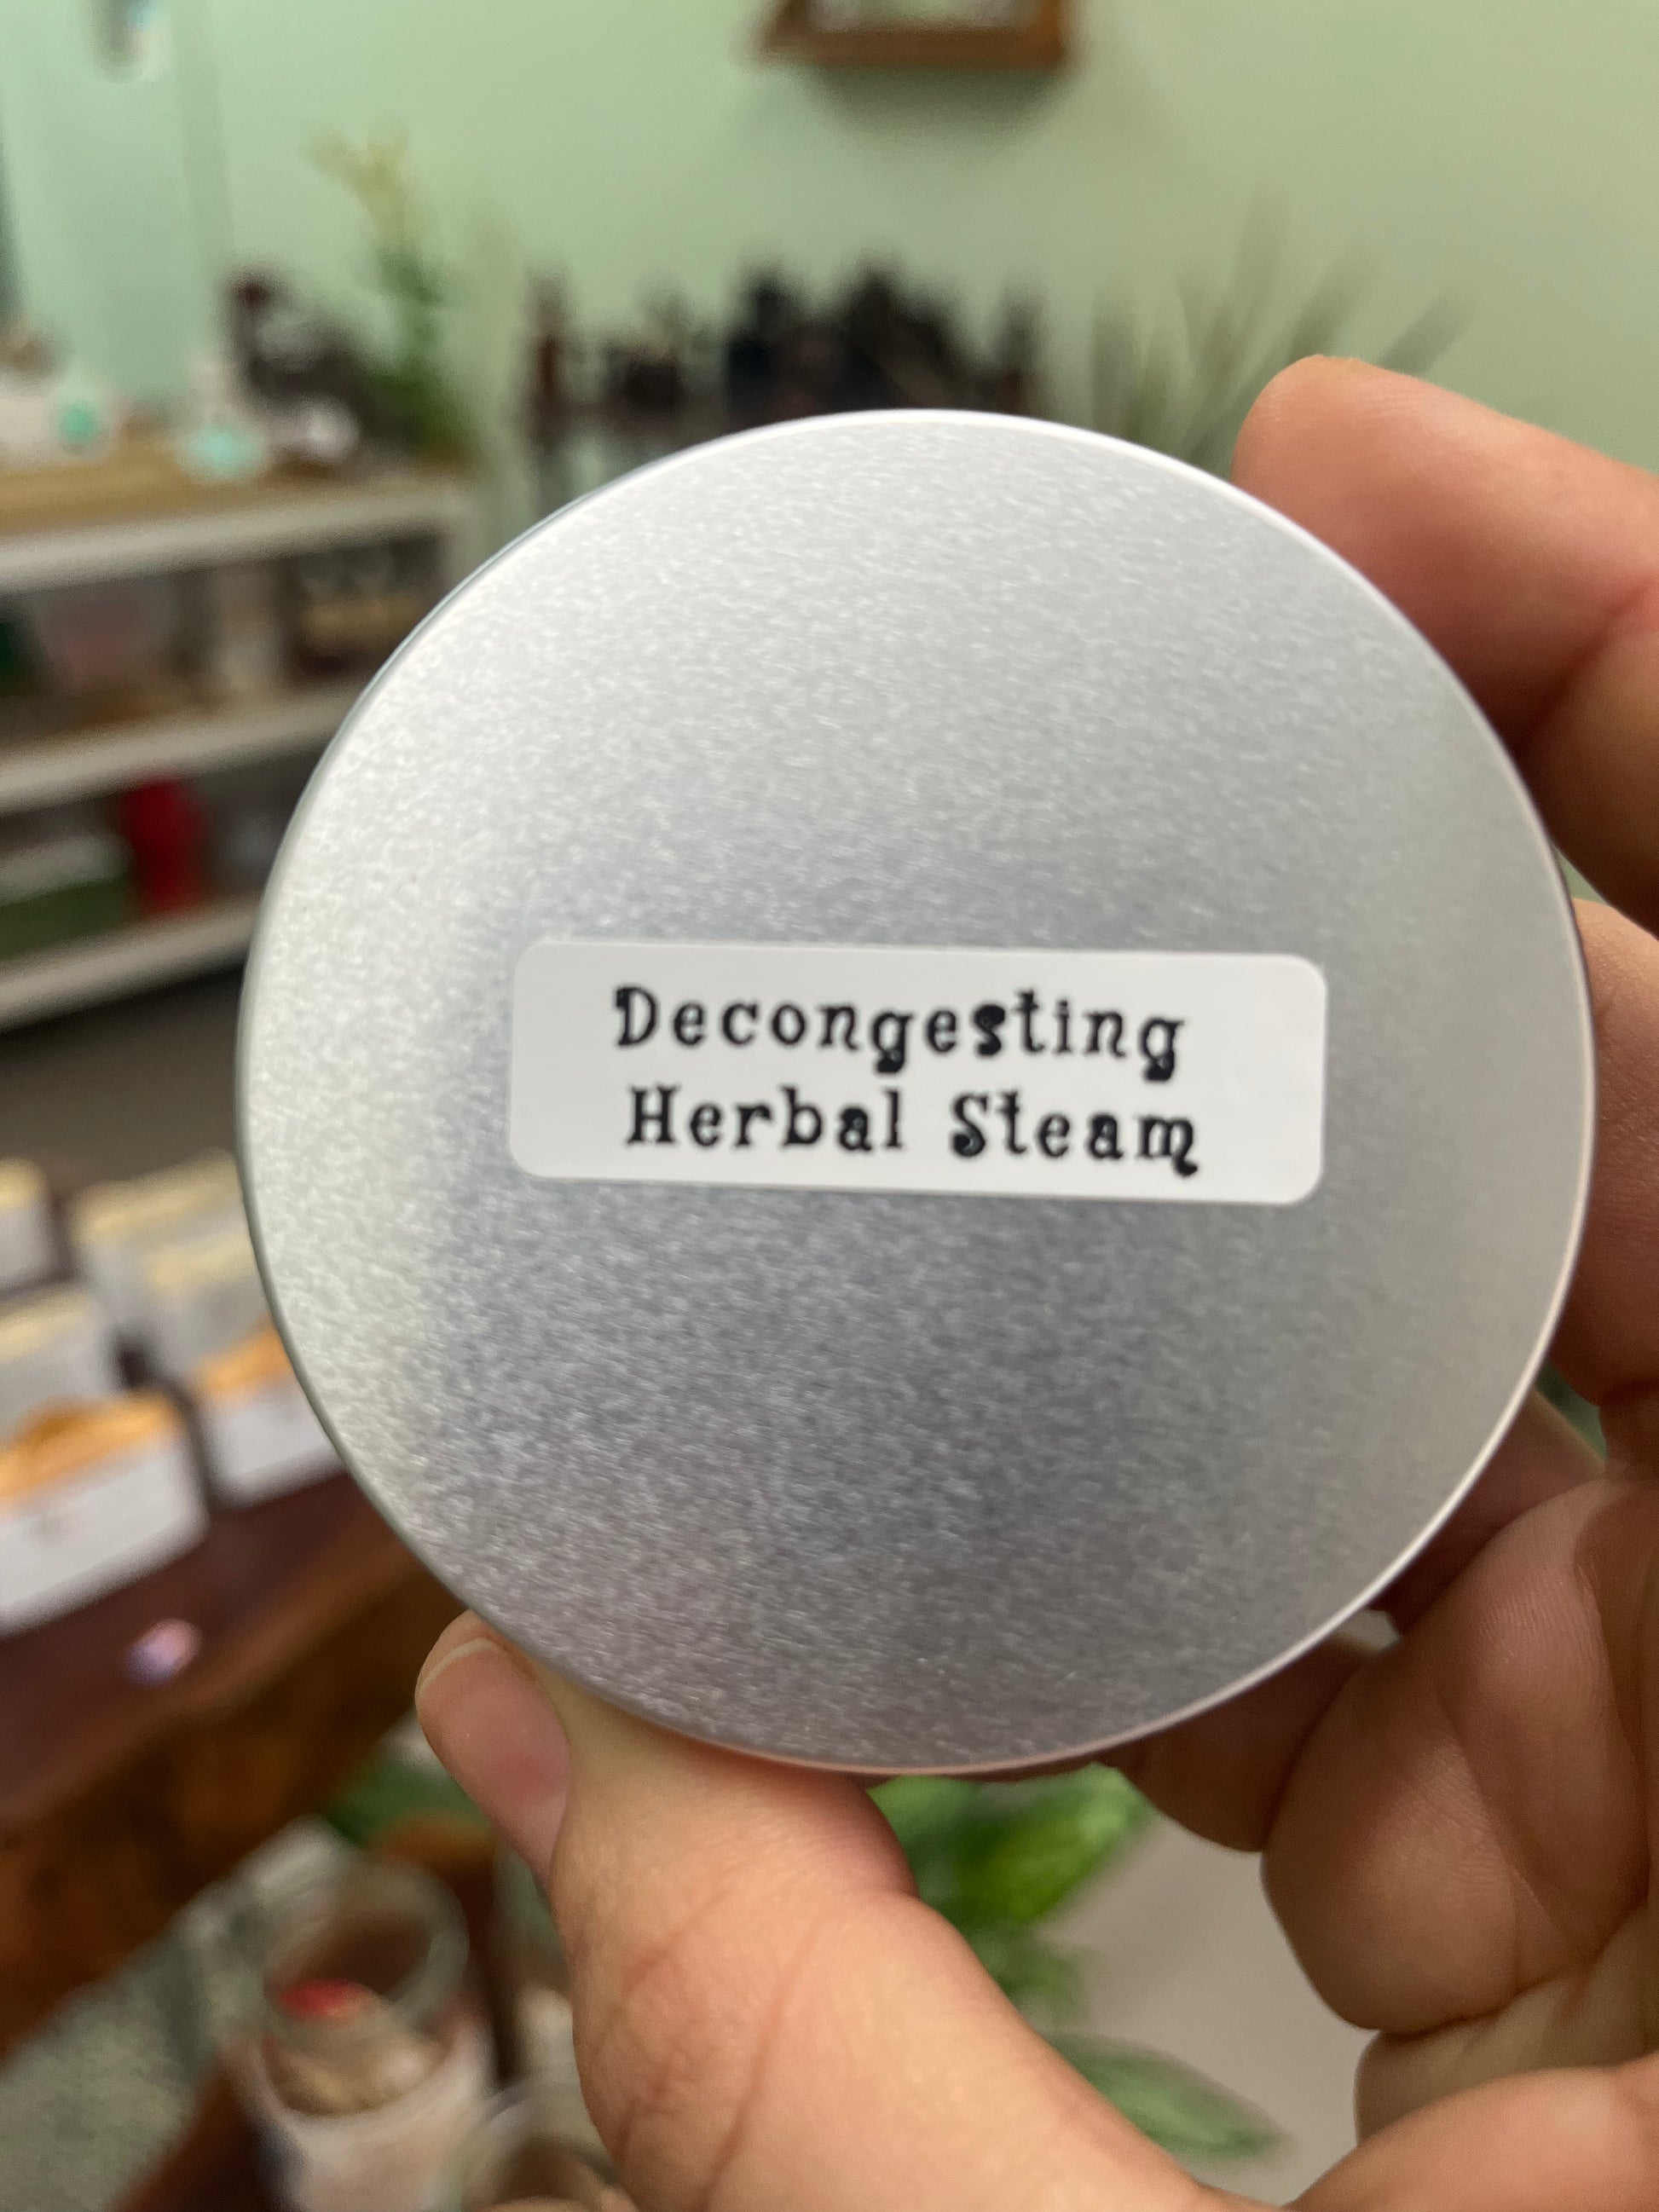 Decongesting
Herbal Steam